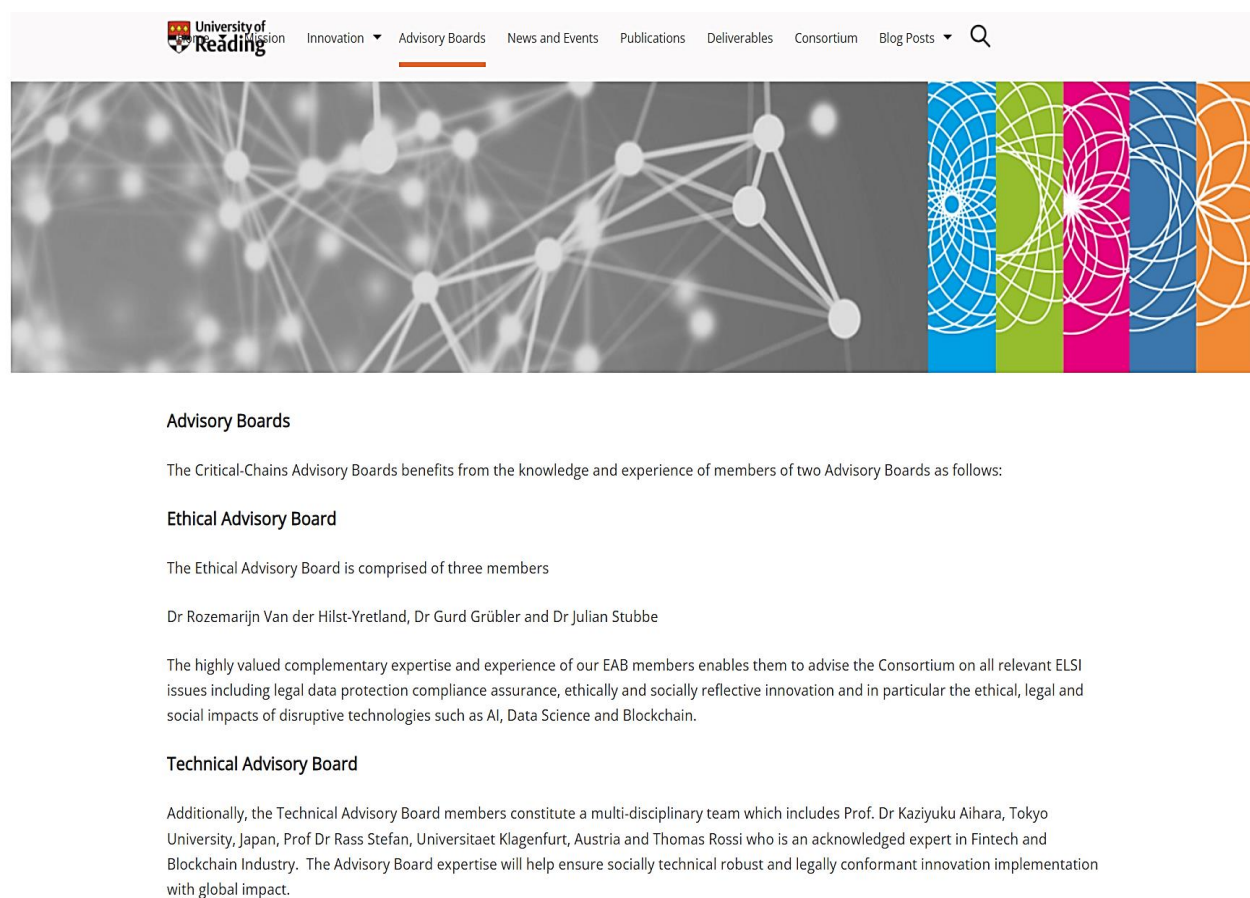 University of
Reading
Home Mission Innovation Advisory Boards News and Events Publications Deliverables Consortium Blog Posts
Advisory Boards
The Critical-Chains Advisory Boards benefits from the knowledge and experience of members of two Advisory Boards as follows:
Ethical Advisory Board
The Ethical Advisory Board is comprised of three members
Dr Rozemarijn Van der Hilst-Yretland, Dr Gurd Grübler and Dr Julian Stubbe
The highly valued complementary expertise and experience of our EAB members enables them to advise the Consortium on all relevant ELSI
issues including legal data protection compliance assurance, ethically and socially reflective innovation and in particular the ethical, legal and
social impacts of disruptive technologies such as AI, Data Science and Blockchain.
Technical Advisory Board
Additionally, the Technical Advisory Board members constitute a multi-disciplinary team which includes Prof. Dr Kaziyuku Aihara, Tokyo
University, Japan, Prof Dr Rass Stefan, Universitaet Klagenfurt, Austria and Thomas Rossi who is an acknowledged expert in Fintech and
Blockchain Industry.  The Advisory Board expertise will help ensure socially technical robust and legally conformant innovation implementation
with global impact.